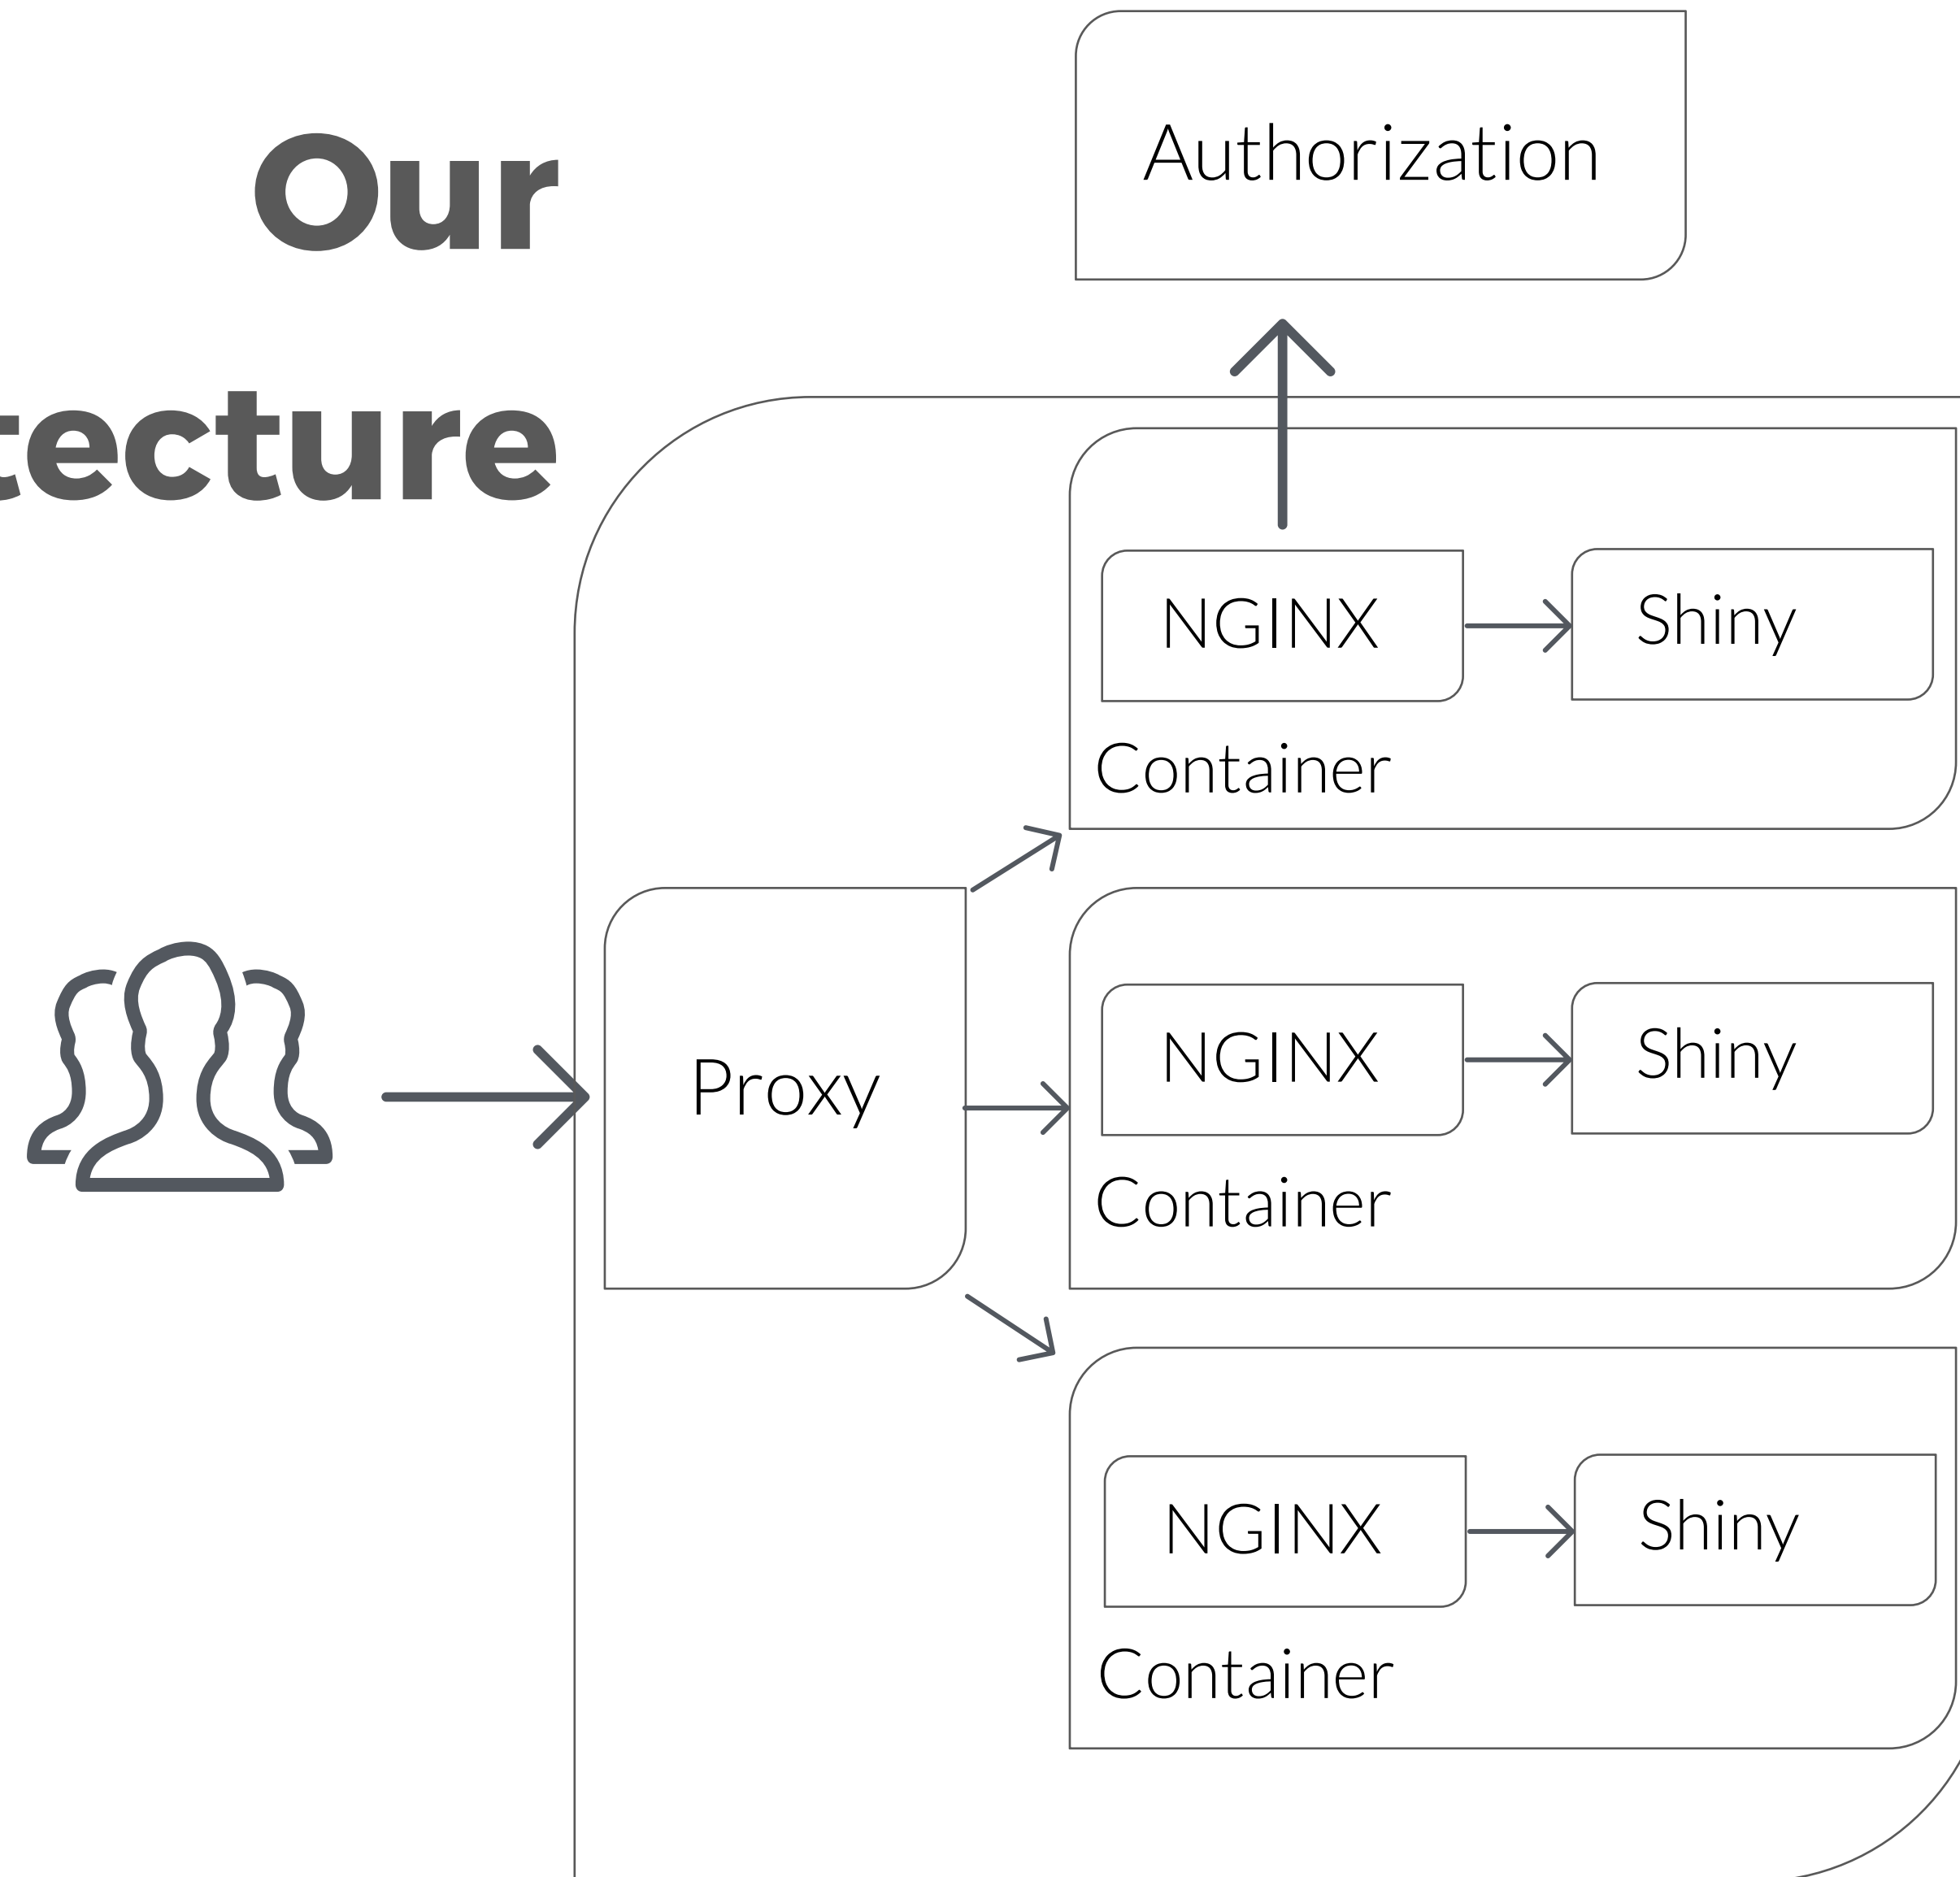 Our
tecture
Authorization
NGINX
Shiny
Container
Proxy
NGINX
Shiny
Container
NGINX
Shiny
Container